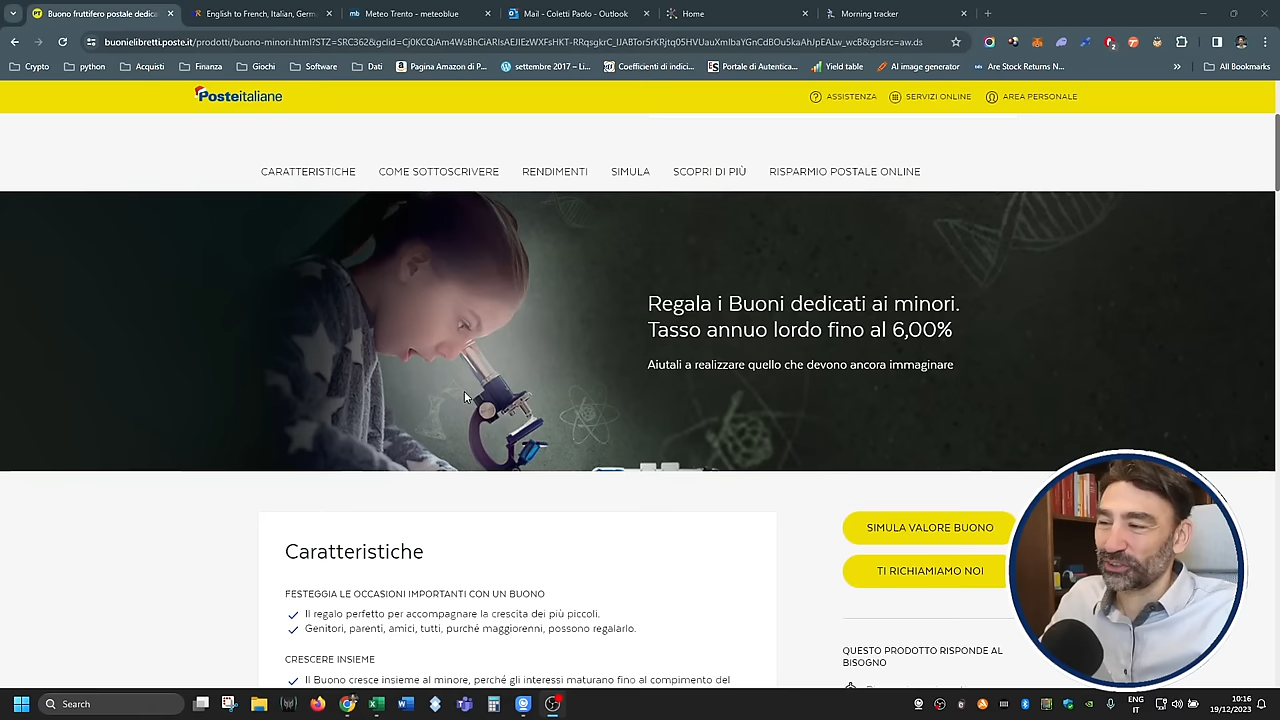 Buono fruttifero postale dedic
English to French, Italian, Germ
Meteo Trento - meteoblue
Mail - Coletti Paolo - Outlook
Home
Morning tracker
buonielibretti.poste.it/prodotti/buono-minori.html?STZ=SRC362&gclid=Cj0KCQiAm4WsBhCiARIsAEJIEzWXFsHKT-RRqsgkrC_lJABTor5rKRjtq05HVUauXmIbaYGnCdBOu5kaAhJpEALw_wcB&gclsrc=aw.ds
Crypto
python
Acquisti
Finanza
Giochi
Software
Dati
Pagina Amazon di P...
settembre 2017 – Li...
Coefficienti di indici...
Portale di Autentica...
Yield table
AI image generator
Are Stock Returns N...
»
All Bookmarks
Posteitaliane
ASSISTENZA
SERVIZI ONLINE
AREA PERSONALE
CARATTERISTICHE
COME SOTTOSCRIVERE
RENDIMENTI
SIMULA
SCOPRI DI PIÙ
RISPARMIO POSTALE ONLINE
Regala i Buoni dedicati ai minori.
Tasso annuo lordo fino al 6,00%
Aiutali a realizzare quello che devono ancora immaginare
Caratteristiche
FESTEGGIA LE OCCASIONI IMPORTANTI CON UN BUONO
Il regalo perfetto per accompagnare la crescita dei più piccoli.
Genitori, parenti, amici, tutti, purché maggiorenni, possono regalarlo.
CRESCERE INSIEME
Il Buono cresce insieme al minore, perché gli interessi maturano fino al compimento del
SIMULA VALORE BUONO
TI RICHIAMIAMO NOI
QUESTO PRODOTTO RISPONDE AL
BISOGNO
Search
ENG
IT
10:16
19/12/2023